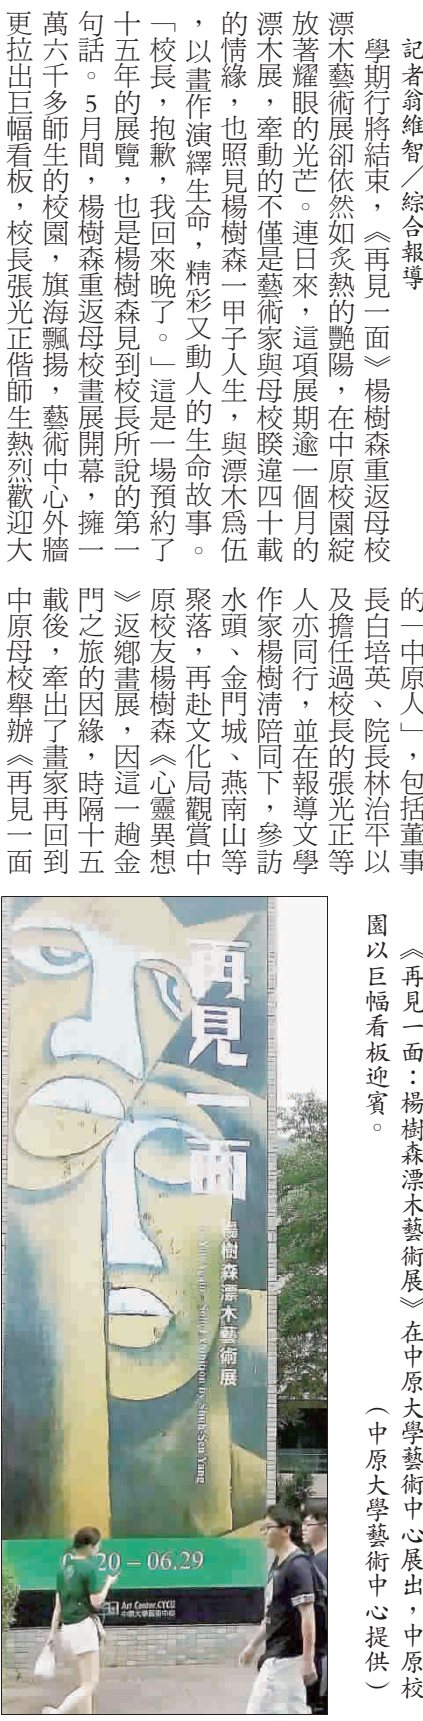 記者翁維智／綜合報導
學期行將結束，《再見一面》楊樹森重返母校
漂木藝術展卻依然如炙熱的艷陽，在中原校園綻
放著耀眼的光芒。連日來，這項展期逾一個月的
漂木展，牽動的不僅是藝術家與母校睽違四十載
的情緣，也照見楊樹森一甲子人生，與漂木為伍
，以畫作演繹生命，精彩又動人的生命故事。
「校長，抱歉，我回來晚了。」這是一場預約了
十五年的展覽，也是楊樹森見到校長所說的第一
句話。5月間，楊樹森重返母校畫展開幕，擁一
萬六千多師生的校園，旗海飄揚，藝術中心外牆
更拉出巨幅看板，校長張光正偕師生熱烈歡迎大
的一中原人」，包括董事
長白培英、院長林治平以
及擔任過校長的張光正等
人亦同行，並在報導文學
作家楊樹清陪同下，參訪
水頭、金門城、燕南山等
聚落，再赴文化局觀賞中
原校友楊樹森《心靈異想
》返鄉畫展，因這一趟金
門之旅的因緣，時隔十五
載後，牽出了畫家再回到
中原母校舉辦《再見一面
《再見一面：楊樹森漂木藝術展》在中原大學藝術中心展出，中原校
園以巨幅看板迎賓。
（中原大學藝術中心提供）
再見一面
楊樹森漂木藝術展
20 – 06.29
Art Center,CYCU
中原大學藝術中心